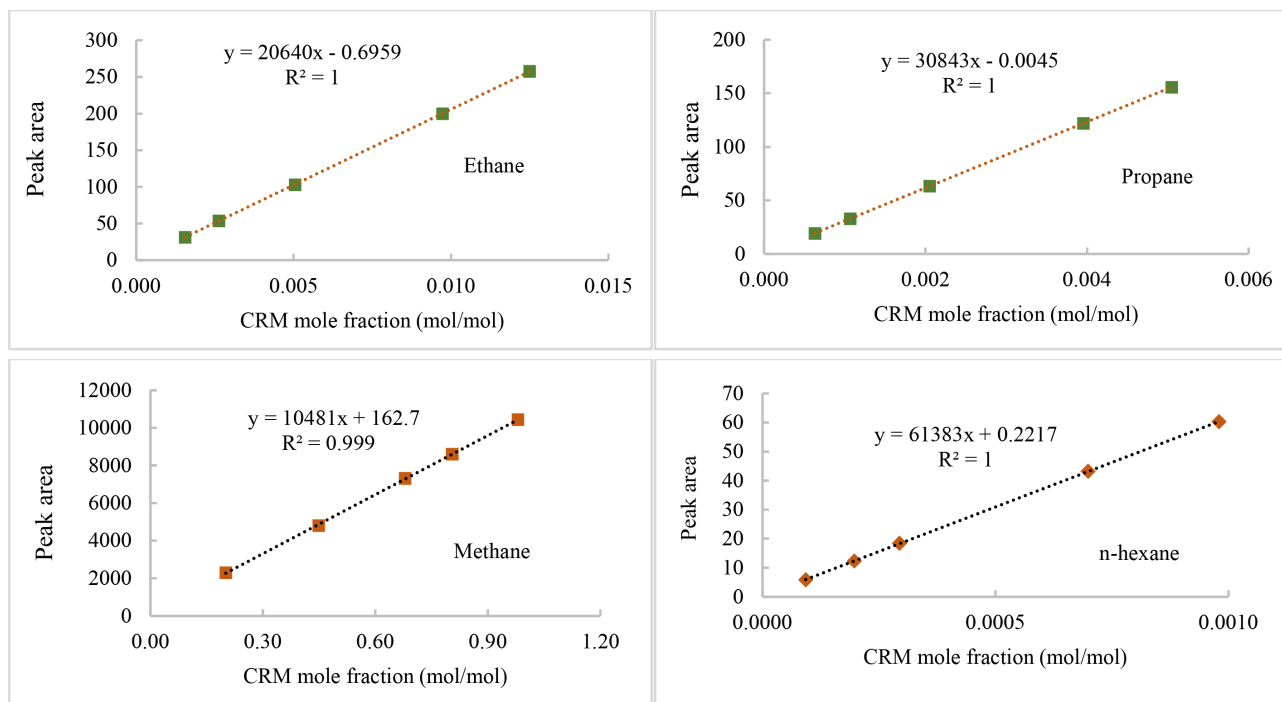 y = 20640x - 0.6959
R² = 1
Ethane
Peak area
300
250
200
150
100
50
0
0.000
0.005
0.010
0.015
CRM mole fraction (mol/mol)
y = 30843x - 0.0045
R² = 1
Propane
Peak area
200
150
100
50
0
0.000
0.002
0.004
0.006
CRM mole fraction (mol/mol)
y = 10481x + 162.7
R² = 0.999
Methane
Peak area
12000
10000
8000
6000
4000
2000
0
0.00
0.30
0.60
0.90
1.20
CRM mole fraction (mol/mol)
y = 61383x + 0.2217
R² = 1
n-hexane
Peak area
70
60
50
40
30
20
10
0
0.0000
0.0005
0.0010
CRM mole fraction (mol/mol)